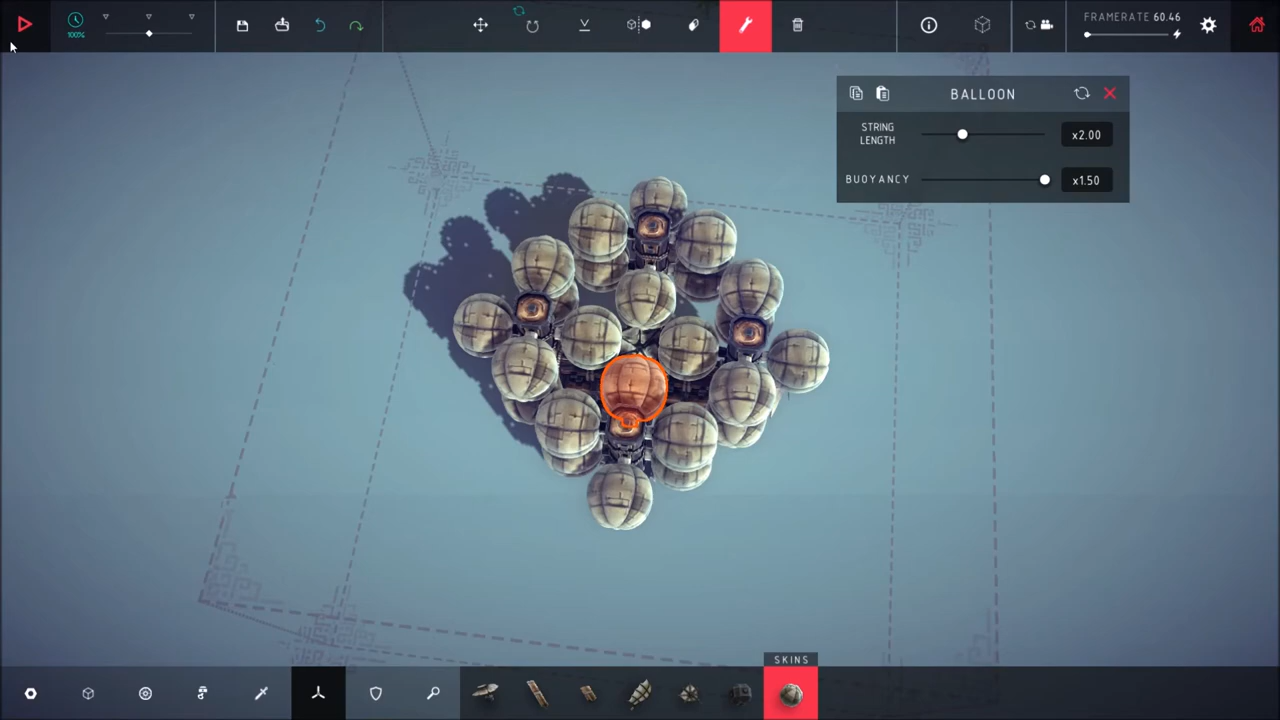 100%
FRAMERATE 60.46
BALLOON
STRING
LENGTH
x2.00
BUOYANCY
x1.50
SKINS